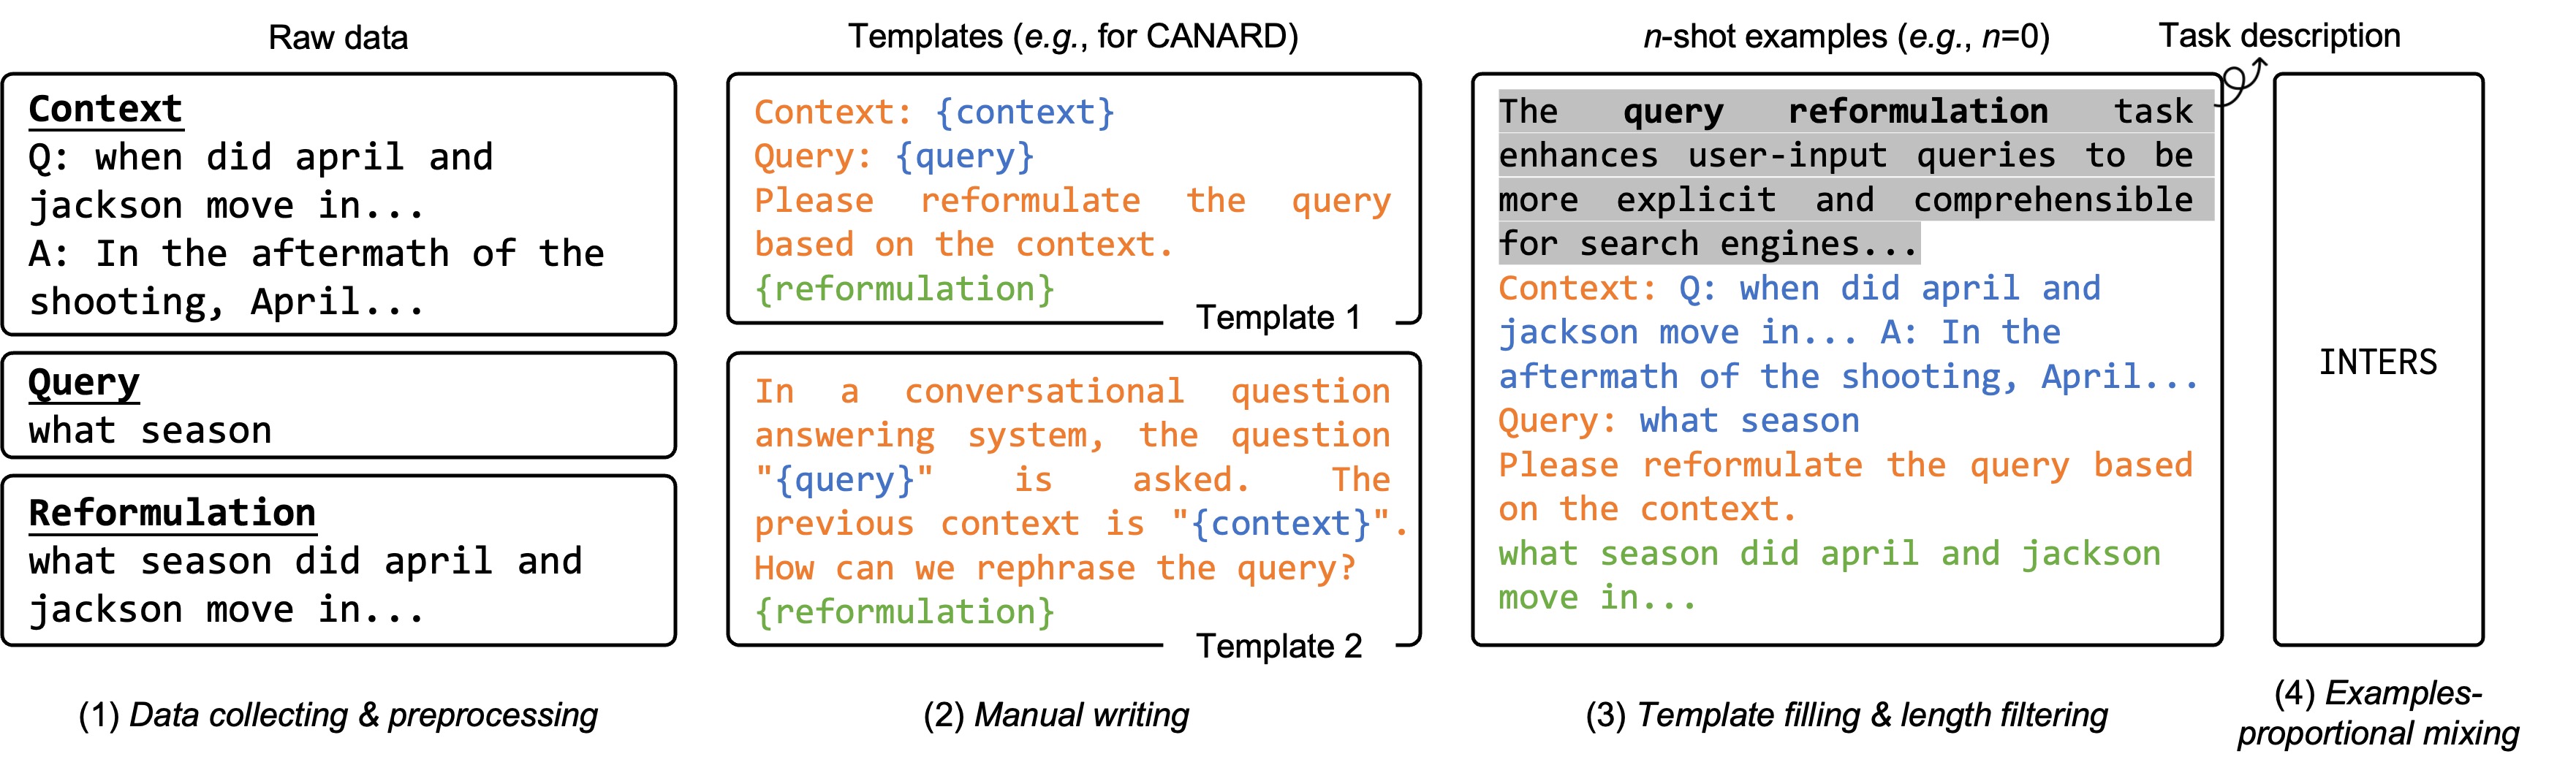 Raw data
Context
Q: when did april and
jackson move in...
A: In the aftermath of the
shooting, April...
Query
what season
Reformulation
what season did april and
jackson move in...
(1) Data collecting & preprocessing
Templates (e.g., for CANARD)
Context: {context}
Query: {query}
Please reformulate the query
based on the context.
{reformulation}
Template 1
In a conversational question
answering system, the question
"{query}" is asked. The
previous context is "{context}".
How can we rephrase the query?
{reformulation}
Template 2
(2) Manual writing
n-shot examples (e.g., n=0)
Task description
The query reformulation task
enhances user-input queries to be
more explicit and comprehensible
for search engines...
Context: Q: when did april and
jackson move in... A: In the
aftermath of the shooting, April...
Query: what season
Please reformulate the query based
on the context.
what season did april and jackson
move in...
(3) Template filling & length filtering
INTERS
(4) Examples-
proportional mixing